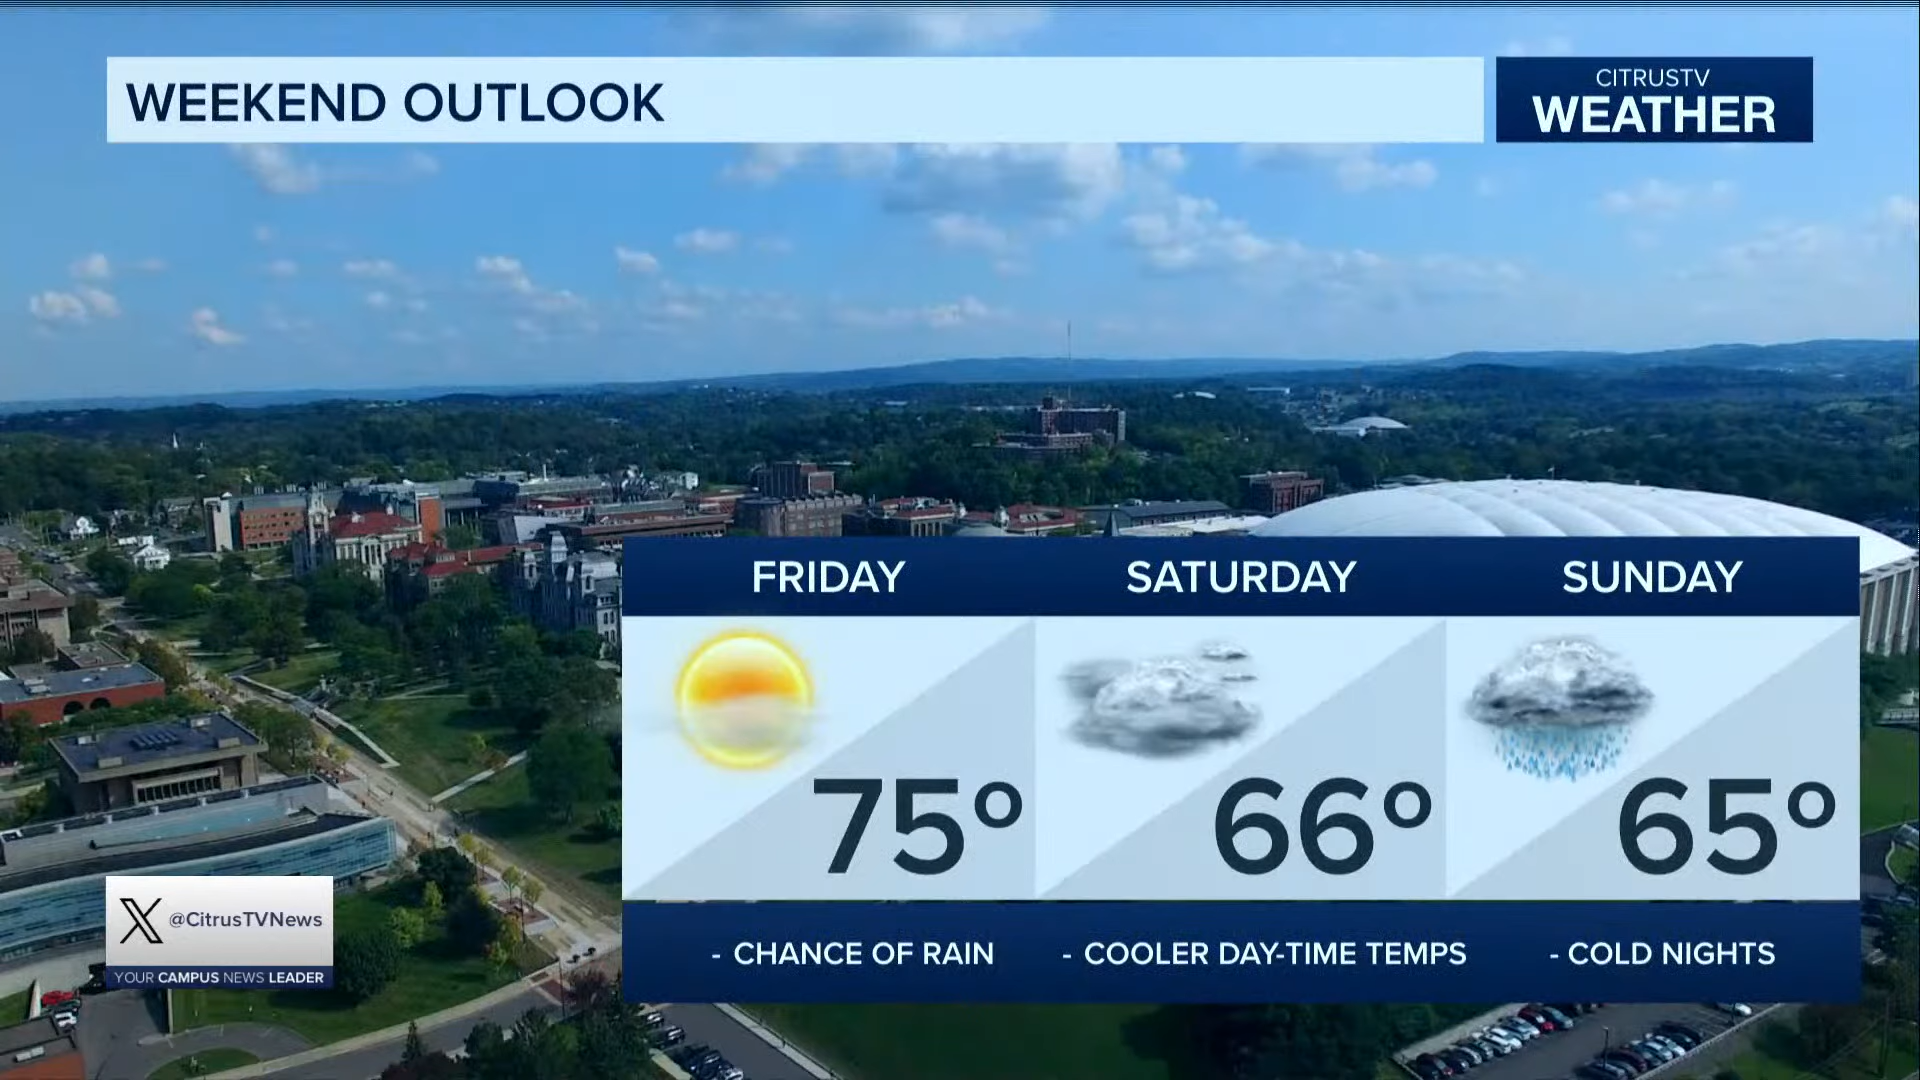 WEEKEND OUTLOOK
CITRUSTV
WEATHER
FRIDAY
SATURDAY
SUNDAY
75°
66°
65°
- CHANCE OF RAIN
- COOLER DAY-TIME TEMPS
- COLD NIGHTS
X @CitrusTVNews
YOUR CAMPUS NEWS LEADER